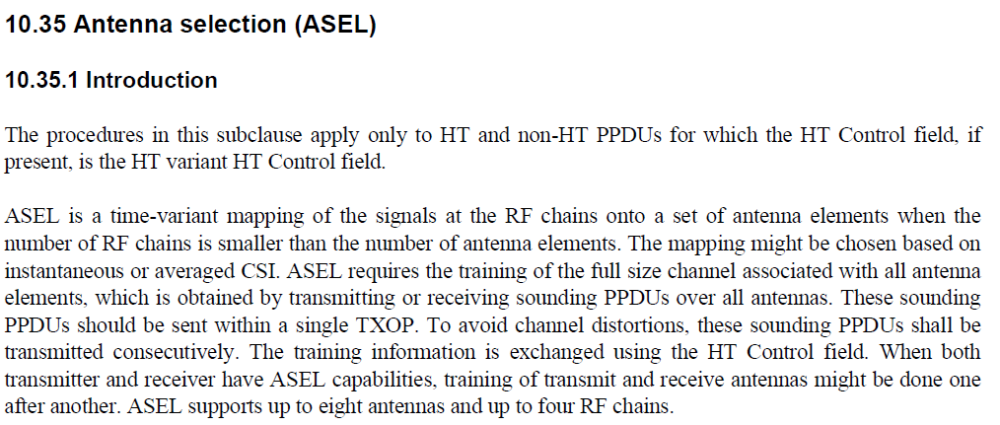 10.35 Antenna selection (ASEL)
10.35.1 Introduction
The procedures in this subclause apply only to HT and non-HT PPDUs for which the HT Control field, if
present, is the HT variant HT Control field.
ASEL is a time-variant mapping of the signals at the RF chains onto a set of antenna elements when the
number of RF chains is smaller than the number of antenna elements. The mapping might be chosen based on
instantaneous or averaged CSI. ASEL requires the training of the full size channel associated with all antenna
elements, which is obtained by transmitting or receiving sounding PPDUs over all antennas. These sounding
PPDUs should be sent within a single TXOP. To avoid channel distortions, these sounding PPDUs shall be
transmitted consecutively. The training information is exchanged using the HT Control field. When both
transmitter and receiver have ASEL capabilities, training of transmit and receive antennas might be done one
after another. ASEL supports up to eight antennas and up to four RF chains.